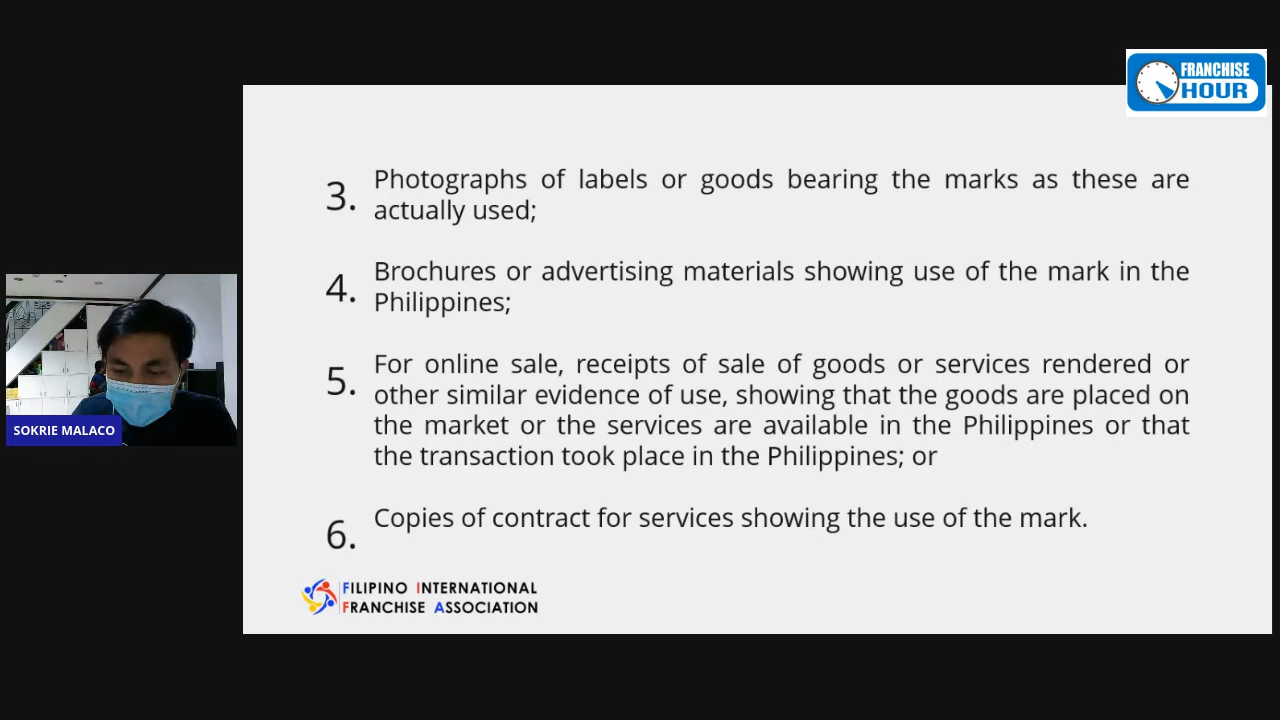 FRANCHISE
HOUR
3. Photographs of labels or goods bearing the marks as these are
actually used;
4. Brochures or advertising materials showing use of the mark in the
Philippines;
5. For online sale, receipts of sale of goods or services rendered or
other similar evidence of use, showing that the goods are placed on
the market or the services are available in the Philippines or that
the transaction took place in the Philippines; or
6. Copies of contract for services showing the use of the mark.
SOKRIE MALACO
FILIPINO INTERNATIONAL
FRANCHISE ASSOCIATION